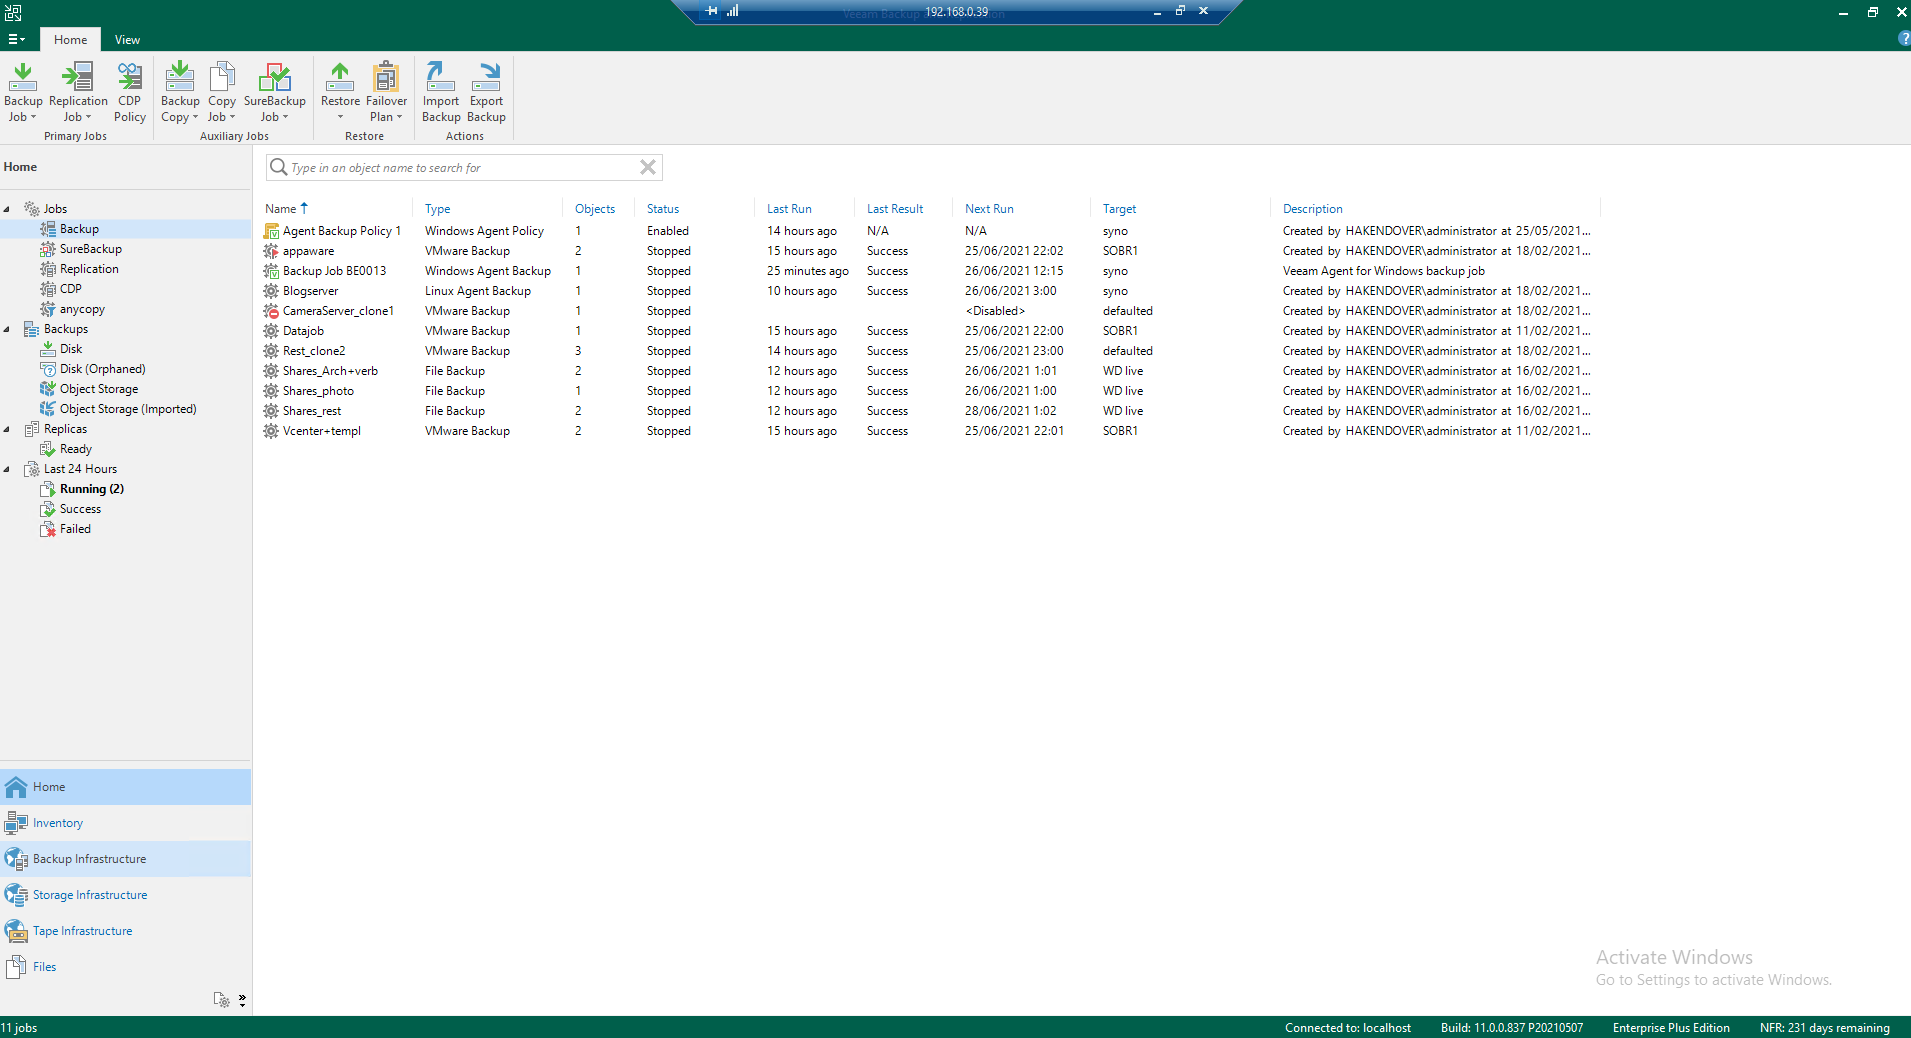 Veeam Backup and Replication
192.168.0.39
Home View
Backup Job
Replication Job
CDP Policy
Backup Copy
Copy Job
SureBackup Job
Restore
Failover Plan
Import Backup
Export Backup
Primary Jobs Auxiliary Jobs Restore Actions
Home
Jobs
Backup
SureBackup
Replication
CDP
anycopy
Backups
Disk
Disk (Orphaned)
Object Storage
Object Storage (Imported)
Replicas
Ready
Last 24 Hours
Running (2)
Success
Failed
Home
Inventory
Backup Infrastructure
Storage Infrastructure
Tape Infrastructure
Files
Type in an object name to search for
Name Type Objects Status Last Run Last Result Next Run Target Description
Agent Backup Policy 1 Windows Agent Policy 1 Enabled 14 hours ago N/A N/A syno Created by HAKENDOVER\administrator at 25/05/2021...
appaware VMware Backup 2 Stopped 15 hours ago Success 25/06/2021 22:02 SOBR1 Created by HAKENDOVER\administrator at 18/02/2021...
Backup Job BE0013 Windows Agent Backup 1 Stopped 25 minutes ago Success 26/06/2021 12:15 syno Veeam Agent for Windows backup job
Blogserver Linux Agent Backup 1 Stopped 10 hours ago Success 26/06/2021 3:00 syno Created by HAKENDOVER\administrator at 18/02/2021...
CameraServer_clone1 VMware Backup 1 Stopped <Disabled> defaulted Created by HAKENDOVER\administrator at 18/02/2021...
Datajob VMware Backup 1 Stopped 15 hours ago Success 25/06/2021 22:00 SOBR1 Created by HAKENDOVER\administrator at 11/02/2021...
Rest_clone2 VMware Backup 3 Stopped 14 hours ago Success 25/06/2021 23:00 defaulted Created by HAKENDOVER\administrator at 18/02/2021...
Shares_Arch+verb File Backup 2 Stopped 12 hours ago Success 26/06/2021 1:01 WD live Created by HAKENDOVER\administrator at 16/02/2021...
Shares_photo File Backup 1 Stopped 12 hours ago Success 26/06/2021 1:00 WD live Created by HAKENDOVER\administrator at 16/02/2021...
Shares_rest File Backup 2 Stopped 12 hours ago Success 28/06/2021 1:02 WD live Created by HAKENDOVER\administrator at 16/02/2021...
Vcenter+templ VMware Backup 2 Stopped 15 hours ago Success 25/06/2021 22:01 SOBR1 Created by HAKENDOVER\administrator at 11/02/2021...
Activate Windows
Go to Settings to activate Windows.
11 jobs Connected to: localhost Build: 11.0.0.837 P20210507 Enterprise Plus Edition NFR: 231 days remaining